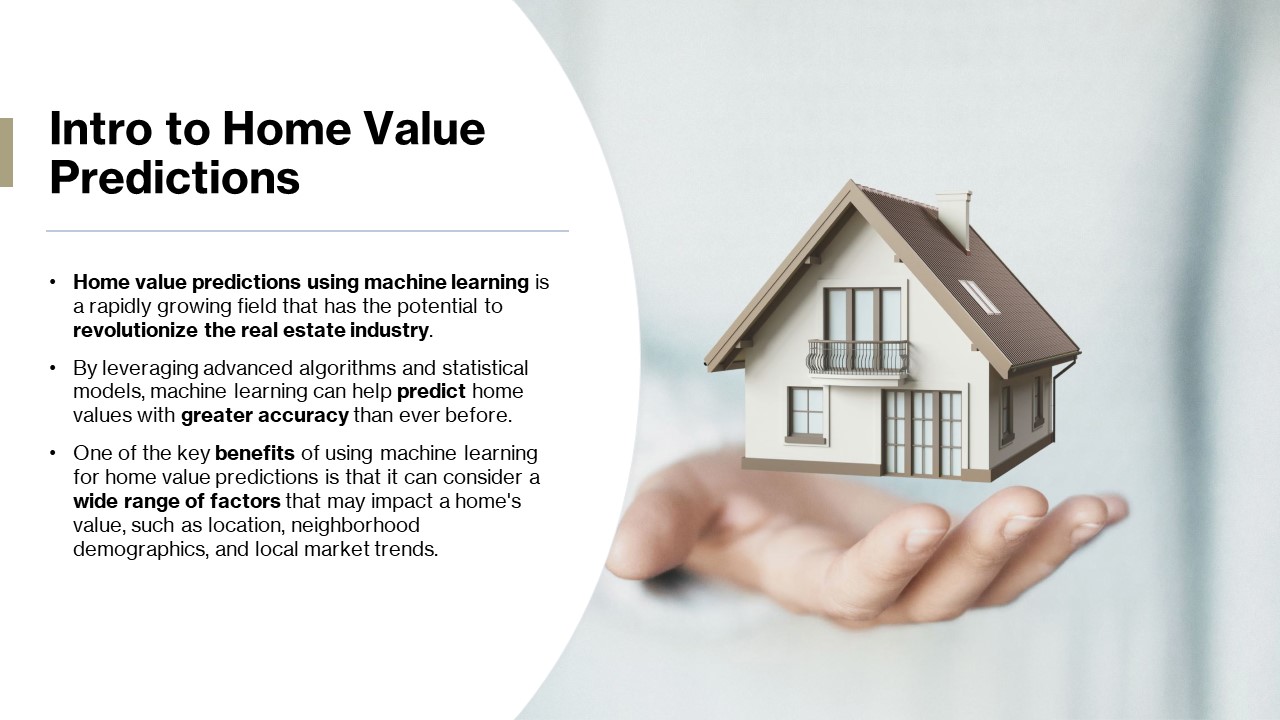 Intro to Home Value
Predictions
• Home value predictions using machine learning is
a rapidly growing field that has the potential to
revolutionize the real estate industry.
• By leveraging advanced algorithms and statistical
models, machine learning can help predict home
values with greater accuracy than ever before.
• One of the key benefits of using machine learning
for home value predictions is that it can consider a
wide range of factors that may impact a home's
value, such as location, neighborhood
demographics, and local market trends.